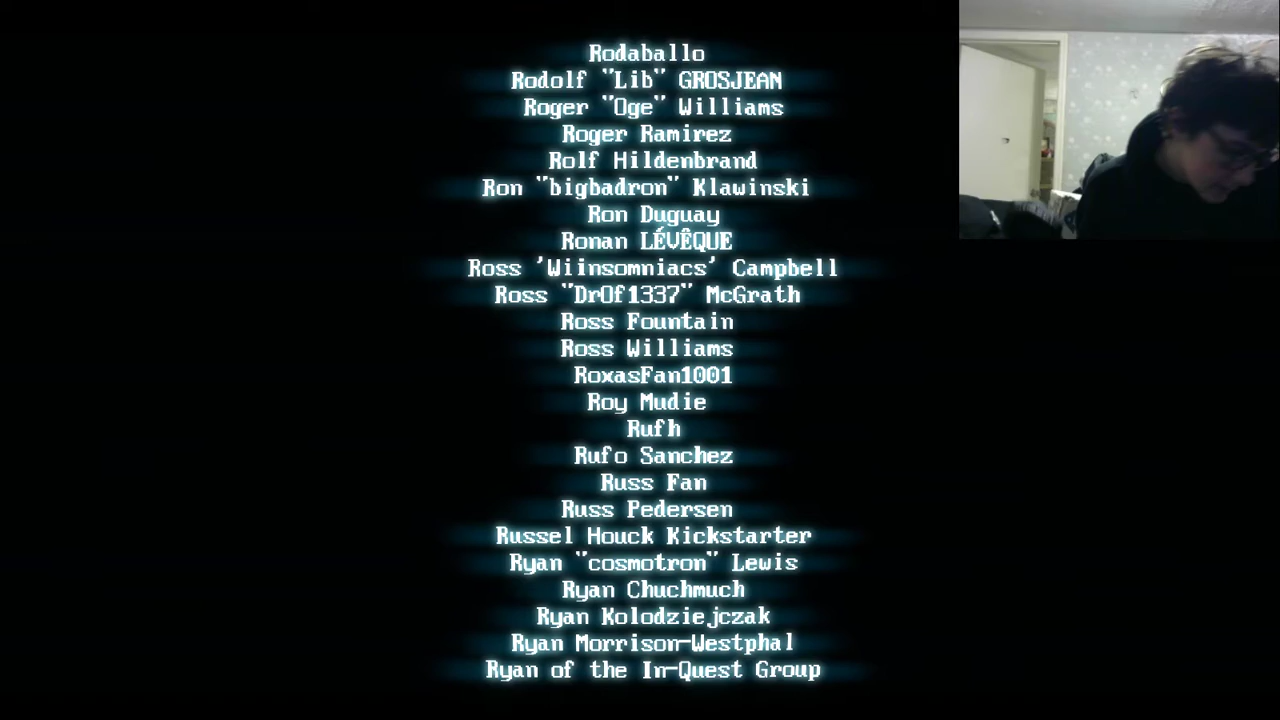 Rodaballo
Rodolf "Lib" GROSJEAN
Roger "Oge" Williams
Roger Ramirez
Rolf Hildenbrand
Ron "bigbadron" Klawinski
Ron Duguay
Ronan LÉVÊQUE
Ross 'Wiinsomniacs' Campbell
Ross "DrOf1337" McGrath
Ross Fountain
Ross Williams
RoxasFan1001
Roy Mudie
Rufh
Rufo Sanchez
Russ Fan
Russ Pedersen
Russel Houck Kickstarter
Ryan "cosmotron" Lewis
Ryan Chuchmuch
Ryan Kolodziejczak
Ryan Morrison-Westphal
Ryan of the In-Quest Group